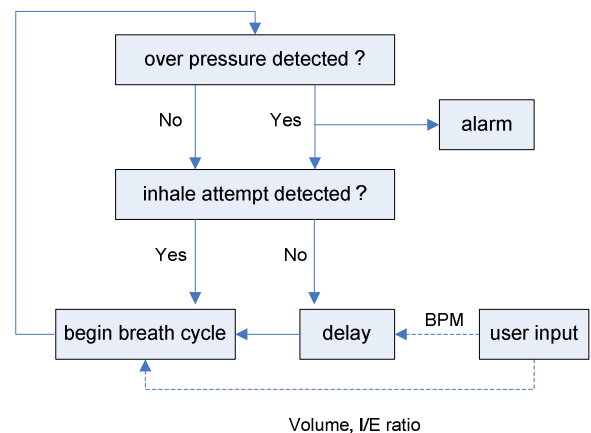 over pressure detected ?
No
Yes
alarm
inhale attempt detected ?
Yes
No
begin breath cycle
delay
BPM
user input
Volume, I/E ratio